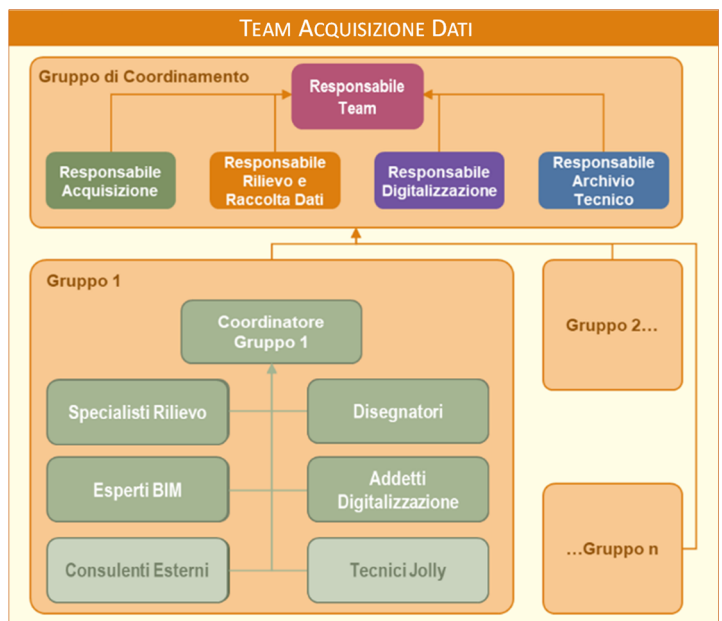 TEAM ACQUISIZIONE DATI
Gruppo di Coordinamento
Responsabile
Team
Responsabile
Acquisizione
Responsabile
Rilievo e
Raccolta Dati
Responsabile
Digitalizzazione
Responsabile
Archivio
Tecnico
Gruppo 1
Coordinatore
Gruppo 1
Specialisti Rilievo
Disegnatori
Esperti BIM
Addetti
Digitalizzazione
Consulenti Esterni
Tecnici Jolly
Gruppo 2...
...Gruppo n